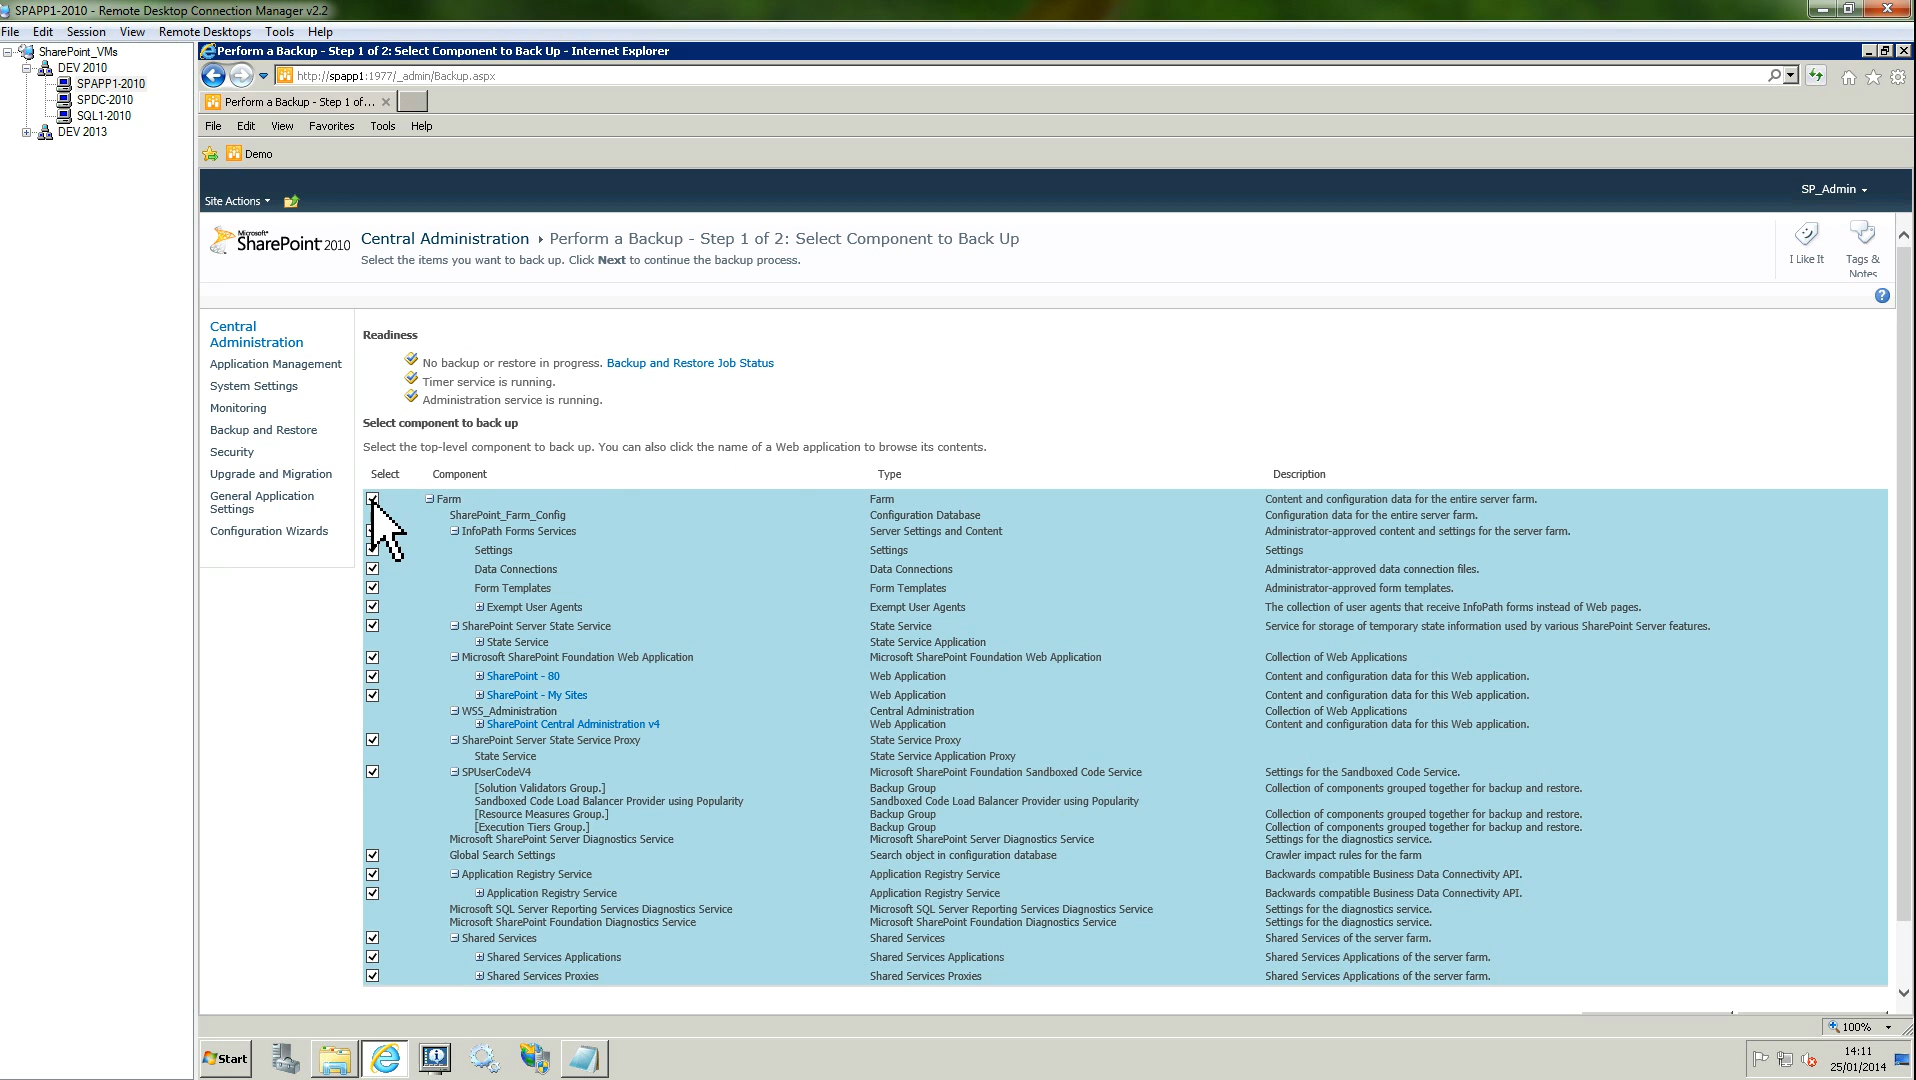 SPAPP1-2010 - Remote Desktop Connection Manager v2.2
File Edit Session View Remote Desktops Tools Help
SharePoint_VMs
DEV 2010
SPAPP1-2010
SPDC-2010
SQL1-2010
DEV 2013
Perform a Backup - Step 1 of 2: Select Component to Back Up - Internet Explorer
http://spapp1:1977/_admin/Backup.aspx
Perform a Backup - Step 1 of...
File Edit View Favorites Tools Help
Demo
Site Actions
SP_Admin
Microsoft SharePoint 2010
Central Administration Perform a Backup - Step 1 of 2: Select Component to Back Up
Select the items you want to back up. Click Next to continue the backup process.
I Like It
Tags & Notes
Central Administration
Application Management
System Settings
Monitoring
Backup and Restore
Security
Upgrade and Migration
General Application Settings
Configuration Wizards
Readiness
No backup or restore in progress. Backup and Restore Job Status
Timer service is running.
Administration service is running.
Select component to back up
Select the top-level component to back up. You can also click the name of a Web application to browse its contents.
Select Component Type Description
Farm Farm Content and configuration data for the entire server farm.
SharePoint_Farm_Config Configuration Database Configuration data for the entire server farm.
InfoPath Forms Services Server Settings and Content Administrator-approved content and settings for the server farm.
Settings Settings Settings
Data Connections Data Connections Administrator-approved data connection files.
Form Templates Form Templates Administrator-approved form templates.
Exempt User Agents Exempt User Agents The collection of user agents that receive InfoPath forms instead of Web pages.
SharePoint Server State Service State Service Service for storage of temporary state information used by various SharePoint Server features.
State Service State Service Application
Microsoft SharePoint Foundation Web Application Microsoft SharePoint Foundation Web Application Collection of Web Applications
SharePoint - 80 Web Application Content and configuration data for this Web application.
SharePoint - My Sites Web Application Content and configuration data for this Web application.
WSS_Administration Central Administration Collection of Web Applications
SharePoint Central Administration v4 Web Application Content and configuration data for this Web application.
SharePoint Server State Service Proxy State Service Proxy
State Service State Service Application Proxy
SPUserCodeV4 Microsoft SharePoint Foundation Sandboxed Code Service Settings for the Sandboxed Code Service.
[Solution Validators Group.] Backup Group Collection of components grouped together for backup and restore.
Sandboxed Code Load Balancer Provider using Popularity Sandboxed Code Load Balancer Provider using Popularity
[Resource Measures Group.] Backup Group Collection of components grouped together for backup and restore.
[Execution Tiers Group.] Backup Group Collection of components grouped together for backup and restore.
Microsoft SharePoint Server Diagnostics Service Microsoft SharePoint Server Diagnostics Service Settings for the diagnostics service.
Global Search Settings Search object in configuration database Crawler impact rules for the farm
Application Registry Service Application Registry Service Backwards compatible Business Data Connectivity API.
Application Registry Service Application Registry Service Backwards compatible Business Data Connectivity API.
Microsoft SQL Server Reporting Services Diagnostics Service Microsoft SQL Server Reporting Services Diagnostics Service Settings for the diagnostics service.
Microsoft SharePoint Foundation Diagnostics Service Microsoft SharePoint Foundation Diagnostics Service Settings for the diagnostics service.
Shared Services Shared Services Shared Services of the server farm.
Shared Services Applications Shared Services Applications Shared Services Applications of the server farm.
Shared Services Proxies Shared Services Proxies Shared Services Applications of the server farm.
100%
Start
14:11
25/01/2014